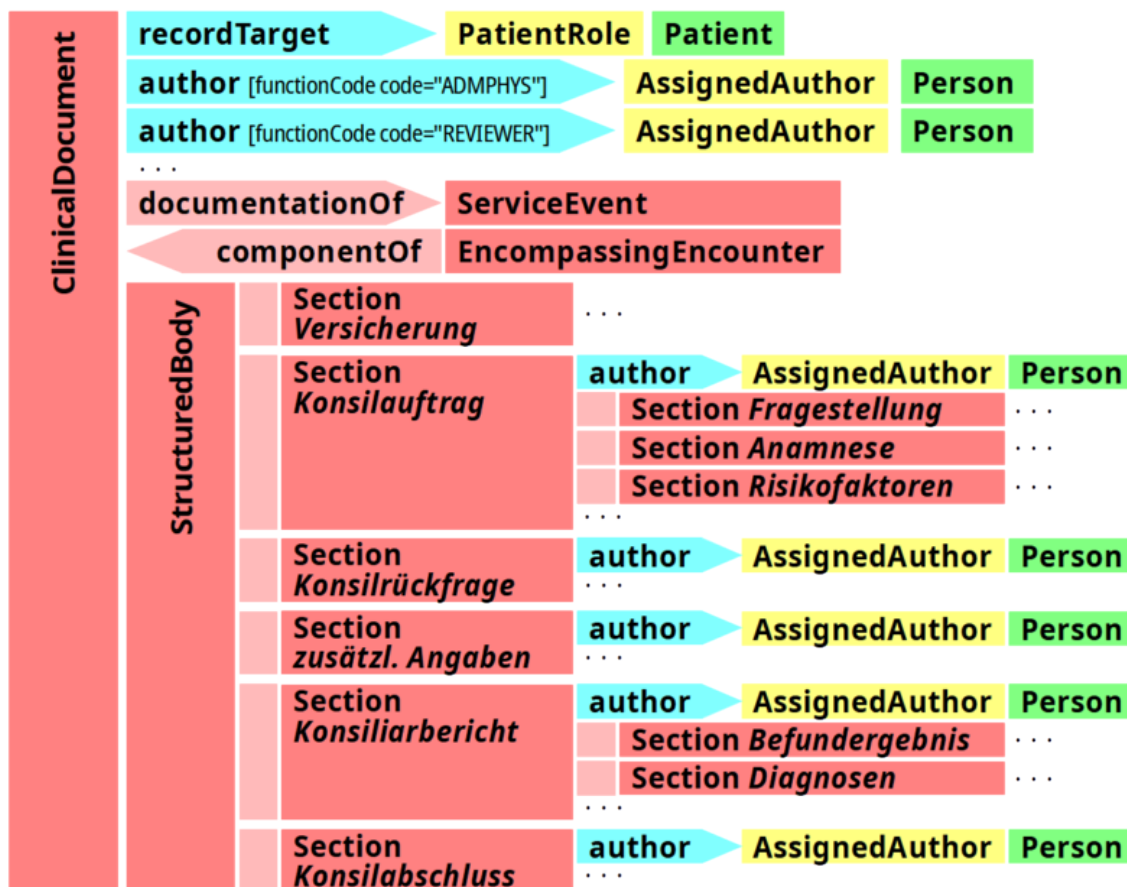 ClinicalDocument
recordTarget PatientRole Patient
author [functionCode code="ADMPHYS"] AssignedAuthor Person
author [functionCode code="REVIEWER"] AssignedAuthor Person
. . .
documentationOf ServiceEvent
componentOf EncompassingEncounter
StructuredBody
Section
Versicherung
. . .
Section
Konsilauftrag
author AssignedAuthor Person
Section Fragestellung . . .
Section Anamnese . . .
Section Risikofaktoren . . .
. . .
Section
Konsilrückfrage
author AssignedAuthor Person
. . .
Section
zusätzl. Angaben
author AssignedAuthor Person
. . .
Section
Konsiliarbericht
author AssignedAuthor Person
Section Befundergebnis . . .
Section Diagnosen . . .
. . .
Section
Konsilabschluss
author AssignedAuthor Person
. . .